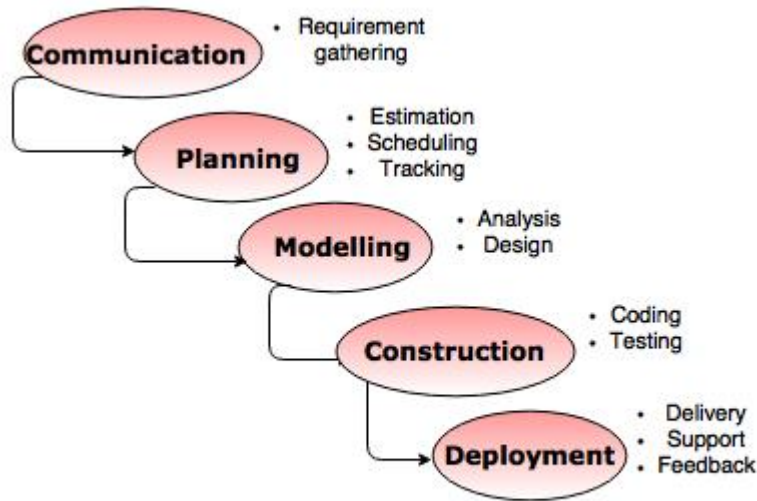 Communication
• Requirement
gathering
Planning
• Estimation
• Scheduling
• Tracking
Modelling
• Analysis
• Design
Construction
• Coding
• Testing
Deployment
• Delivery
• Support
• Feedback